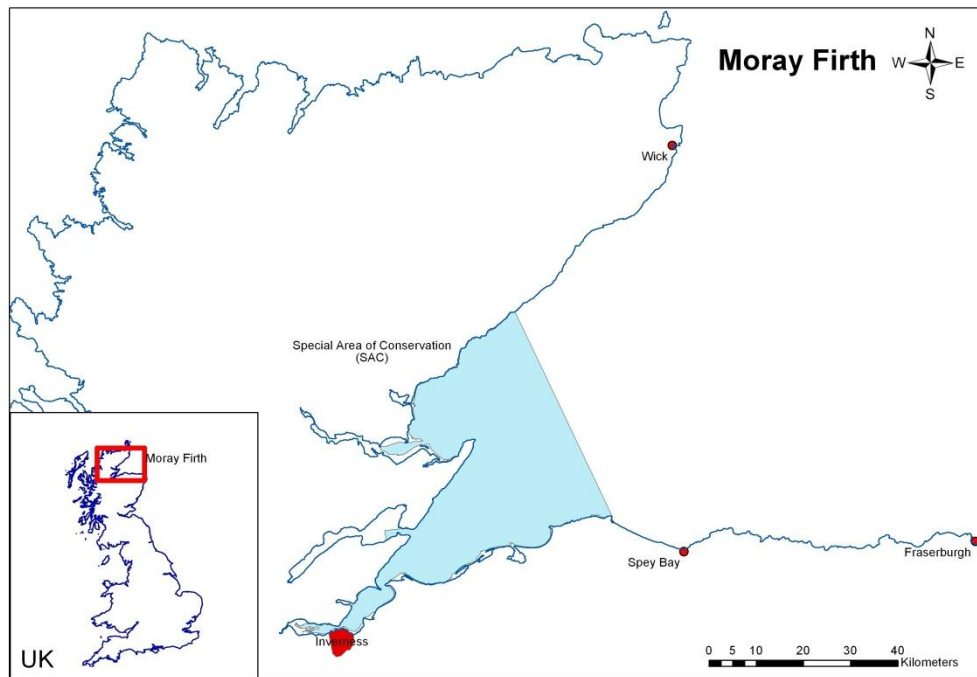 Moray Firth
N
W E
S
Wick
Special Area of Conservation
(SAC)
Moray Firth
Spey Bay
Fraserburgh
Inverness
UK
0 5 10 20 30 40
Kilometers